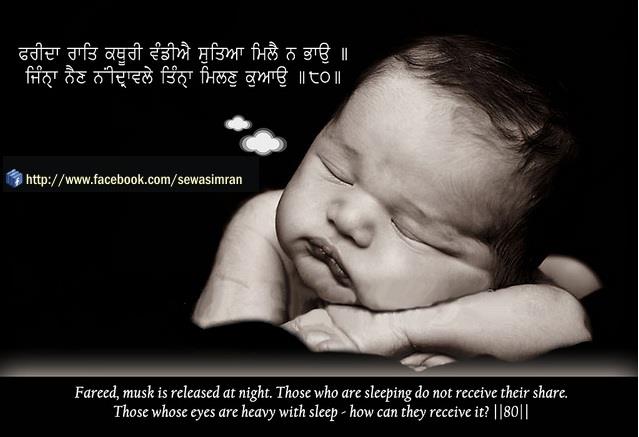 ਫਰੀਦਾ ਰਾਤਿ ਕਥੂਰੀ ਵੰਡੀਐ ਸੁਤਿਆ ਮਿਲੈ ਨ ਭਾਉ ॥
ਜਿੰਨ੍ਹਾ ਨੈਣ ਨੀਂਦ੍ਰਾਵਲੇ ਤਿੰਨ੍ਹਾ ਮਿਲਣੁ ਕੁਆਉ ॥੮੦॥
http://www.facebook.com/sewasimran
Fareed, musk is released at night. Those who are sleeping do not receive their share.
Those whose eyes are heavy with sleep - how can they receive it? ||80||